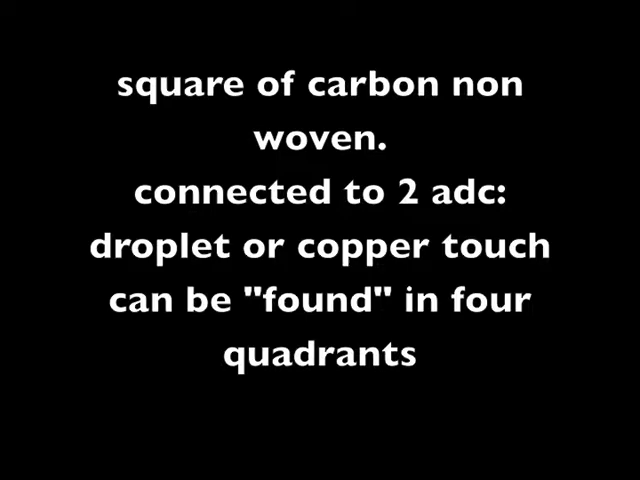 square of carbon non
woven.
connected to 2 adc:
droplet or copper touch
can be "found" in four
quadrants